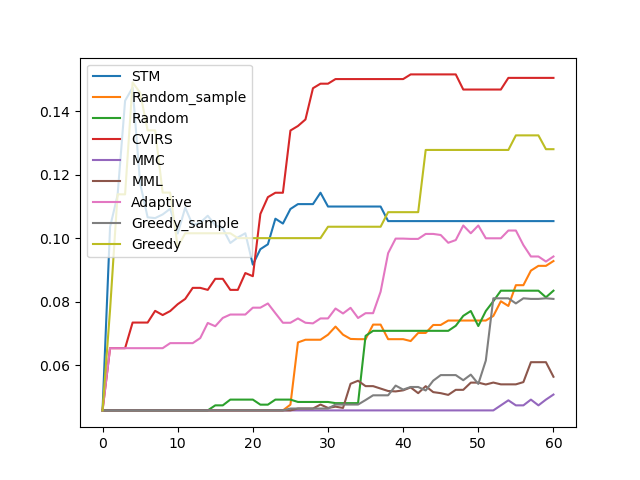 STM
Random_sample
Random
CVIRS
MMC
MML
Adaptive
Greedy_sample
Greedy
0.14
0.12
0.10
0.08
0.06
0 10 20 30 40 50 60